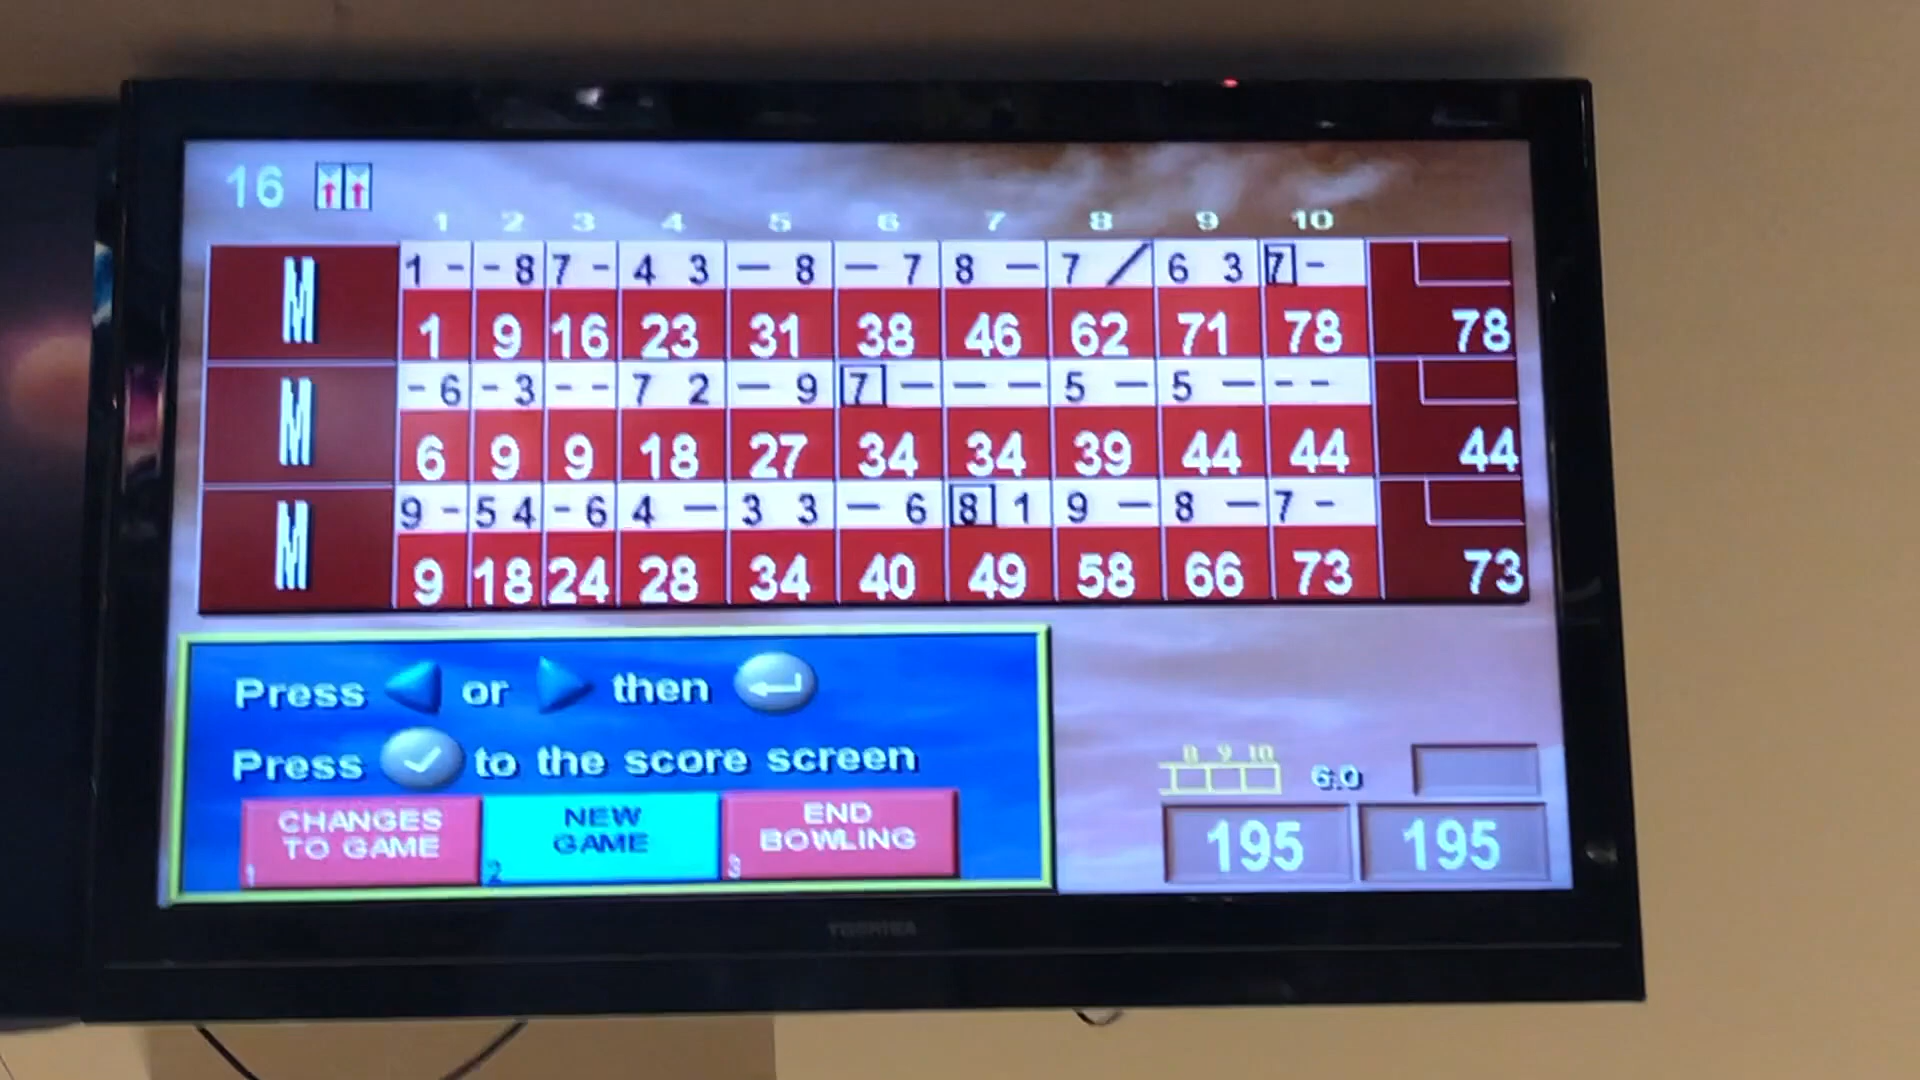 16
1 2 3 4 5 6 7 8 9 10
M 1 - - 8 7 - 4 3 - 8 - 7 8 - 7 / 6 3 7 -
1 9 16 23 31 38 46 62 71 78 78
M - 6 - 3 - - 7 2 - 9 7 - - - 5 - 5 - - -
6 9 9 18 27 34 34 39 44 44 44
M 9 - 5 4 - 6 4 - 3 3 - 6 8 1 9 - 8 - 7 -
9 18 24 28 34 40 49 58 66 73 73
Press or then
Press to the score screen
CHANGES TO GAME 1
NEW GAME 2
END BOWLING 3
8 9 10 6.0
195 195
TOSHIBA